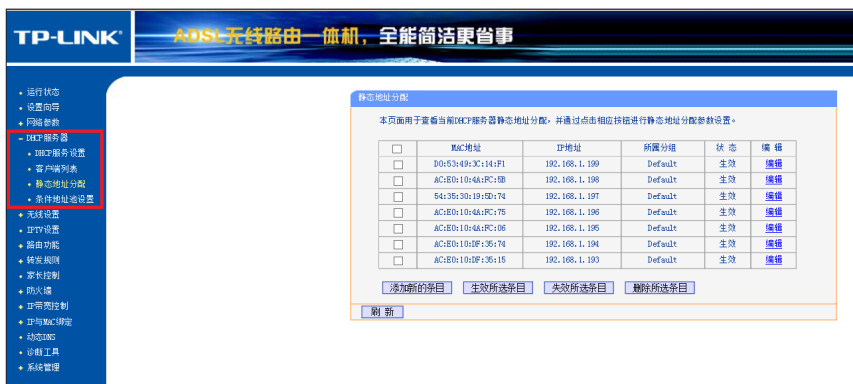 TP-LINK®
ADSL无线路由一体机，全能简洁更省事
运行状态
设置向导
网络参数
DHCP服务器
DHCP服务设置
客户端列表
静态地址分配
条件地址池设置
无线设置
IPTV设置
路由功能
转发规则
家长控制
防火墙
IP带宽控制
IP与MAC绑定
动态DNS
诊断工具
系统管理
静态地址分配
本页面用于查看当前DHCP服务器静态地址分配，并通过点击相应按钮进行静态地址分配参数设置。
MAC地址 IP地址 所属分组 状 态 编 辑
D0:53:49:3C:14:F1 192.168.1.199 Default 生效 编辑
AC:E0:10:4A:FC:5B 192.168.1.198 Default 生效 编辑
54:35:30:19:5D:74 192.168.1.197 Default 生效 编辑
AC:E0:10:4A:FC:75 192.168.1.196 Default 生效 编辑
AC:E0:10:4A:FC:06 192.168.1.195 Default 生效 编辑
AC:E0:10:DF:35:74 192.168.1.194 Default 生效 编辑
AC:E0:10:DF:35:15 192.168.1.193 Default 生效 编辑
添加新的条目 生效所选条目 失效所选条目 删除所选条目
刷 新